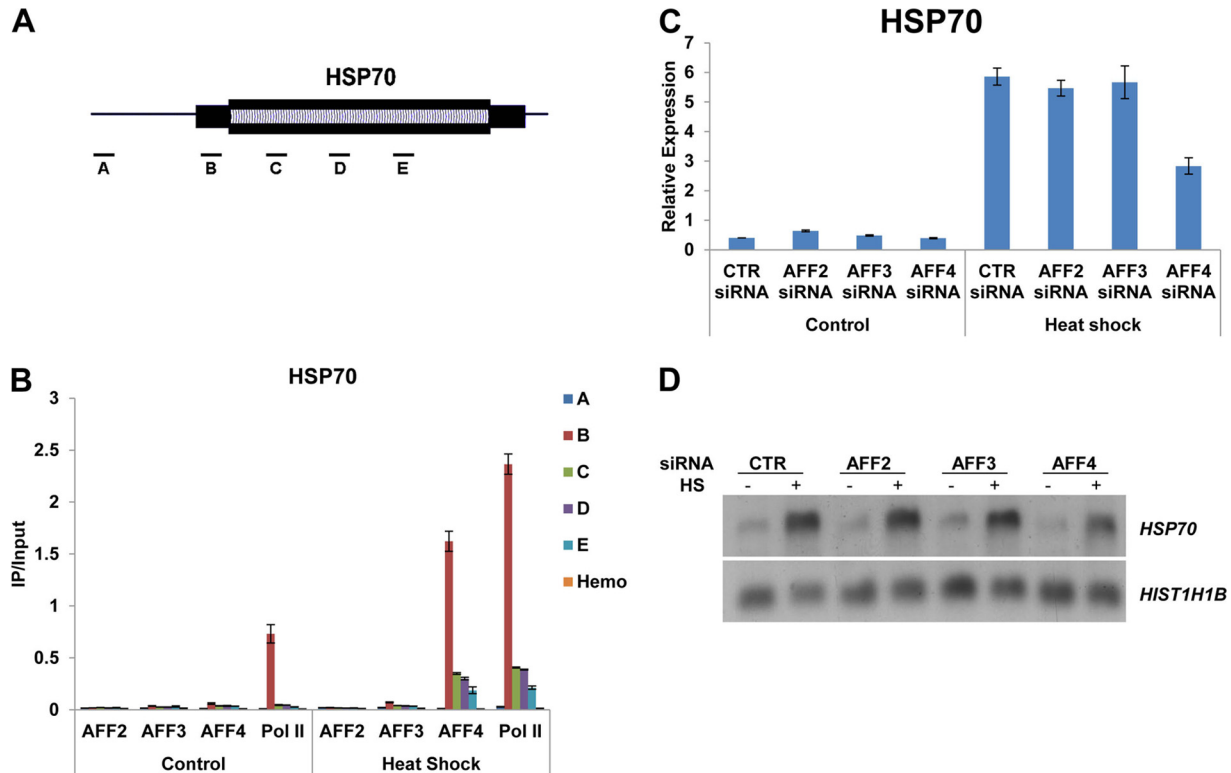 A
HSP70
A B C D E
B
HSP70
IP/Input
3
2.5
2
1.5
1
0.5
0
A
B
C
D
E
Hemo
AFF2 AFF3 AFF4 Pol II AFF2 AFF3 AFF4 Pol II
Control Heat Shock
C
HSP70
Relative Expression
7
6
5
4
3
2
1
0
CTR AFF2 AFF3 AFF4 CTR AFF2 AFF3 AFF4
siRNA siRNA siRNA siRNA siRNA siRNA siRNA siRNA
Control Heat shock
D
siRNA CTR AFF2 AFF3 AFF4
HS - + - + - + - +
HSP70
HIST1H1B